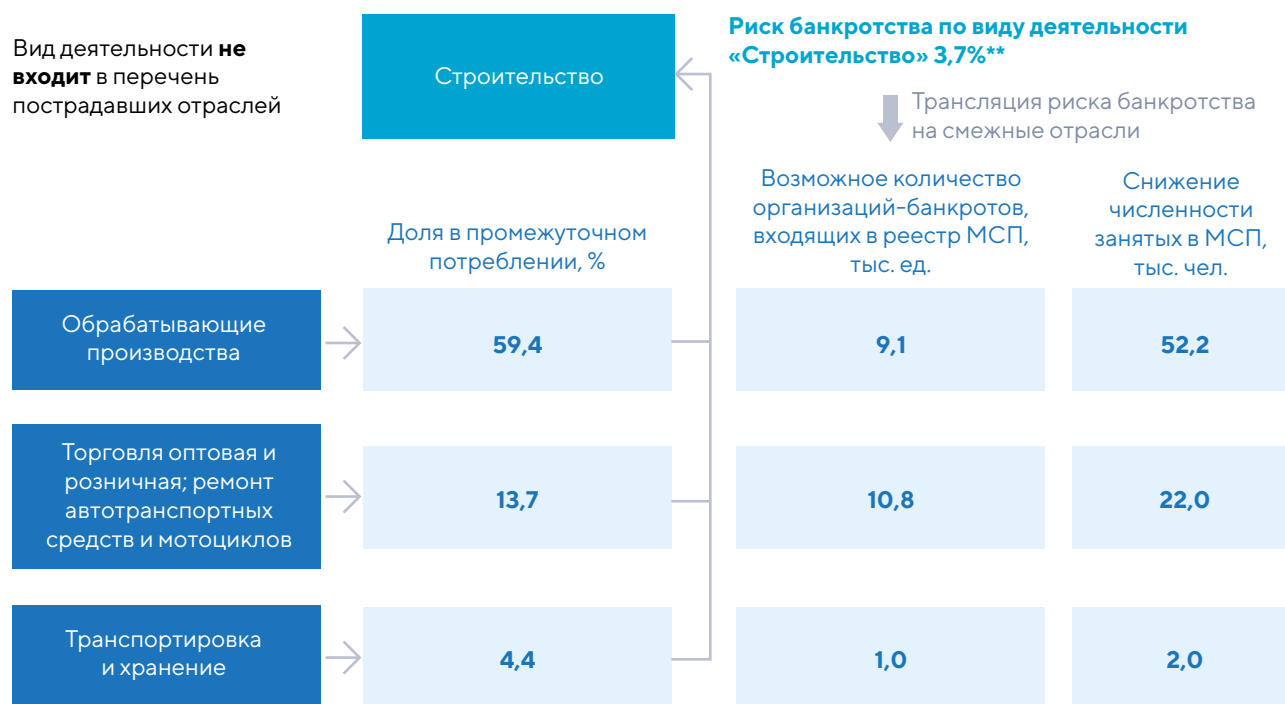 Вид деятельности не
входит в перечень
пострадавших отраслей
Строительство
Риск банкротства по виду деятельности
«Строительство» 3,7%**
Трансляция риска банкротства
на смежные отрасли
Доля в промежуточном
потреблении, %
Возможное количество
организаций-банкротов,
входящих в реестр МСП,
тыс. ед.
Снижение
численности
занятых в МСП,
тыс. чел.
Обрабатывающие
производства
59,4
9,1
52,2
Торговля оптовая и
розничная; ремонт
автотранспортных
средств и мотоциклов
13,7
10,8
22,0
Транспортировка
и хранение
4,4
1,0
2,0